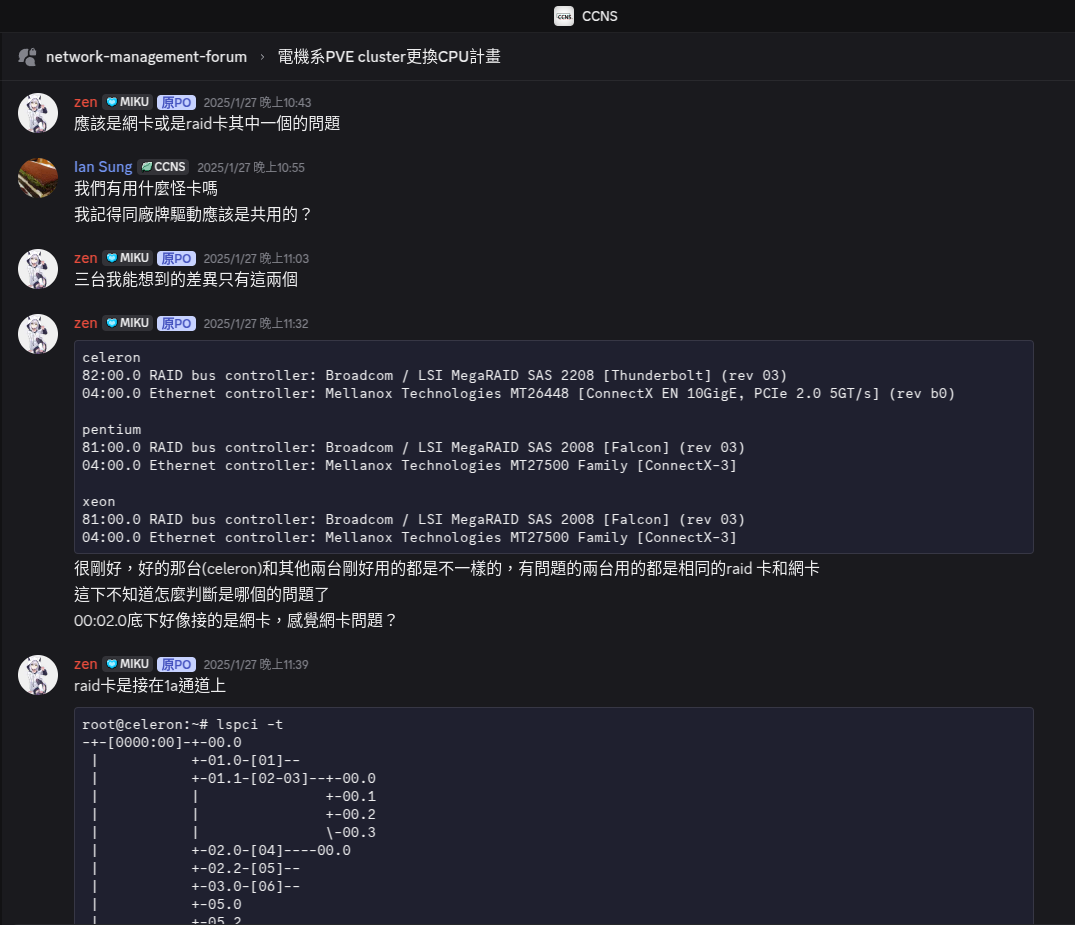 CCNS
network-management-forum › 電機系PVE cluster更換CPU計畫
zen MIKU 原PO 2025/1/27 晚上10:43
應該是網卡或是raid卡其中一個的問題
Ian Sung CCNS 2025/1/27 晚上10:55
我們有用什麼怪卡嗎
我記得同廠牌驅動應該是共用的？
zen MIKU 原PO 2025/1/27 晚上11:03
三台我能想到的差異只有這兩個
zen MIKU 原PO 2025/1/27 晚上11:32
celeron
82:00.0 RAID bus controller: Broadcom / LSI MegaRAID SAS 2208 [Thunderbolt] (rev 03)
04:00.0 Ethernet controller: Mellanox Technologies MT26448 [ConnectX EN 10GigE, PCIe 2.0 5GT/s] (rev b0)
pentium
81:00.0 RAID bus controller: Broadcom / LSI MegaRAID SAS 2008 [Falcon] (rev 03)
04:00.0 Ethernet controller: Mellanox Technologies MT27500 Family [ConnectX-3]
xeon
81:00.0 RAID bus controller: Broadcom / LSI MegaRAID SAS 2008 [Falcon] (rev 03)
04:00.0 Ethernet controller: Mellanox Technologies MT27500 Family [ConnectX-3]
很剛好，好的那台(celeron)和其他兩台剛好用的都是不一樣的，有問題的兩台用的都是相同的raid 卡和網卡
這下不知道怎麼判斷是哪個的問題了
00:02.0底下好像接的是網卡，感覺網卡問題？
zen MIKU 原PO 2025/1/27 晚上11:39
raid卡是接在1a通道上
root@celeron:~# lspci -t
-+-[0000:00]-+-00.0
 |           +-01.0-[01]--
 |           +-01.1-[02-03]--+-00.0
 |           |               +-00.1
 |           |               +-00.2
 |           |               \-00.3
 |           +-02.0-[04]----00.0
 |           +-02.2-[05]--
 |           +-03.0-[06]--
 |           +-05.0
 |           +-05.2